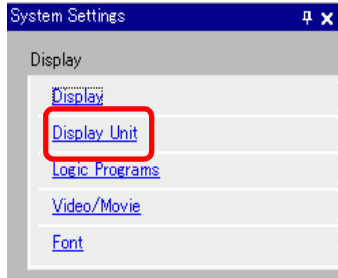 System Settings
Display
Display
Display Unit
Logic Programs
Video/Movie
Font